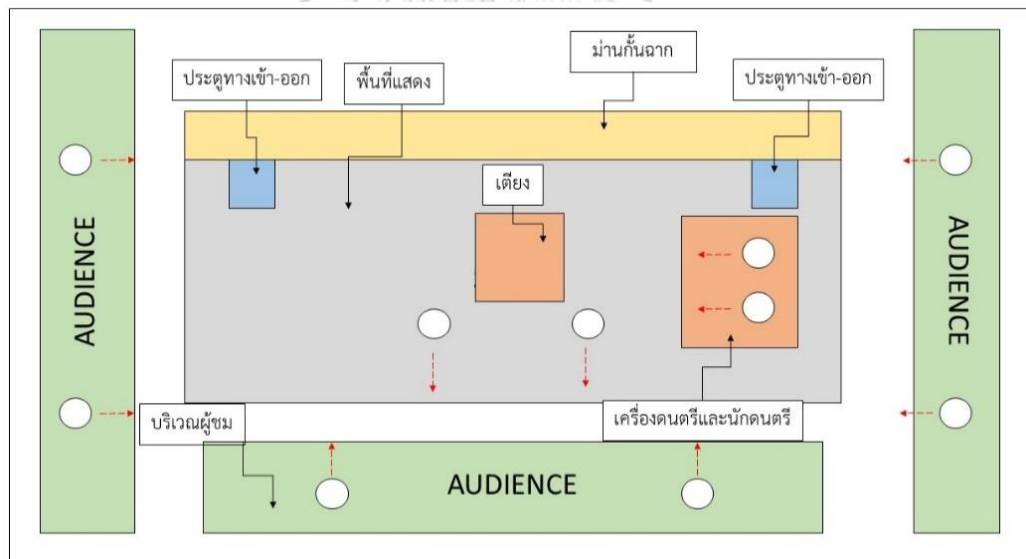 ม่านกั้นฉาก
ประตูทางเข้า-ออก
พื้นที่แสดง
ประตูทางเข้า-ออก
เตียง
AUDIENCE
AUDIENCE
บริเวณผู้ชม
เครื่องดนตรีและนักดนตรี
AUDIENCE